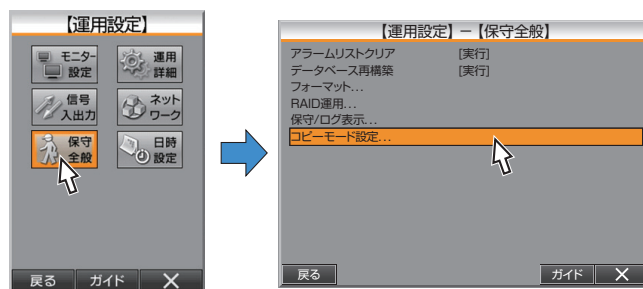 【運用設定】
モニター
設定
運用
詳細
信号
入出力
ネット
ワーク
保守
全般
日時
設定
戻る ガイド ✕
【運用設定】－【保守全般】
アラームリストクリア [実行]
データベース再構築 [実行]
フォーマット...
RAID運用...
保守/ログ表示...
コピーモード設定...
戻る ガイド ✕